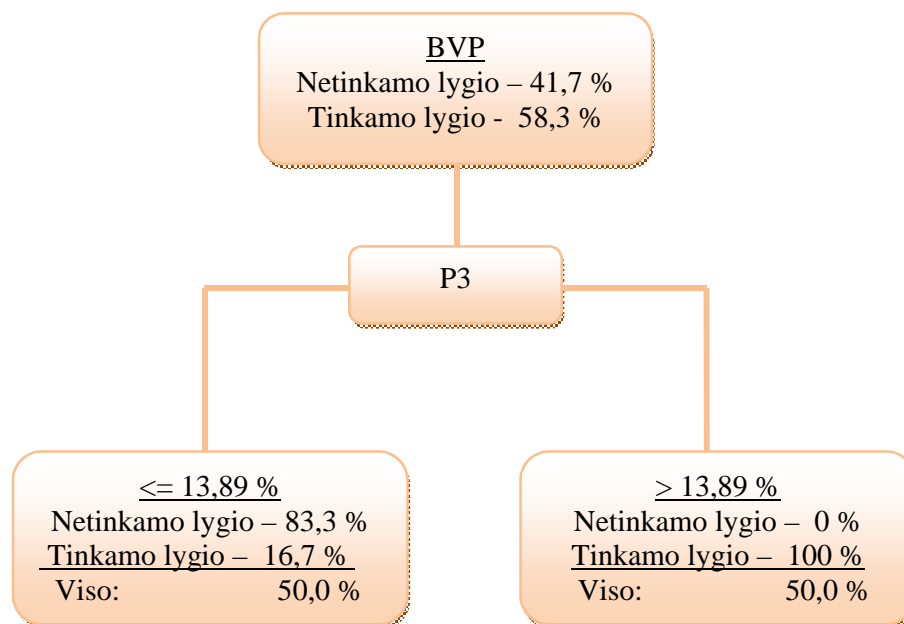 BVP
Netinkamo lygio – 41,7 %
Tinkamo lygio - 58,3 %
P3
<= 13,89 %
Netinkamo lygio – 83,3 %
Tinkamo lygio – 16,7 %
Viso: 50,0 %
> 13,89 %
Netinkamo lygio – 0 %
Tinkamo lygio – 100 %
Viso: 50,0 %